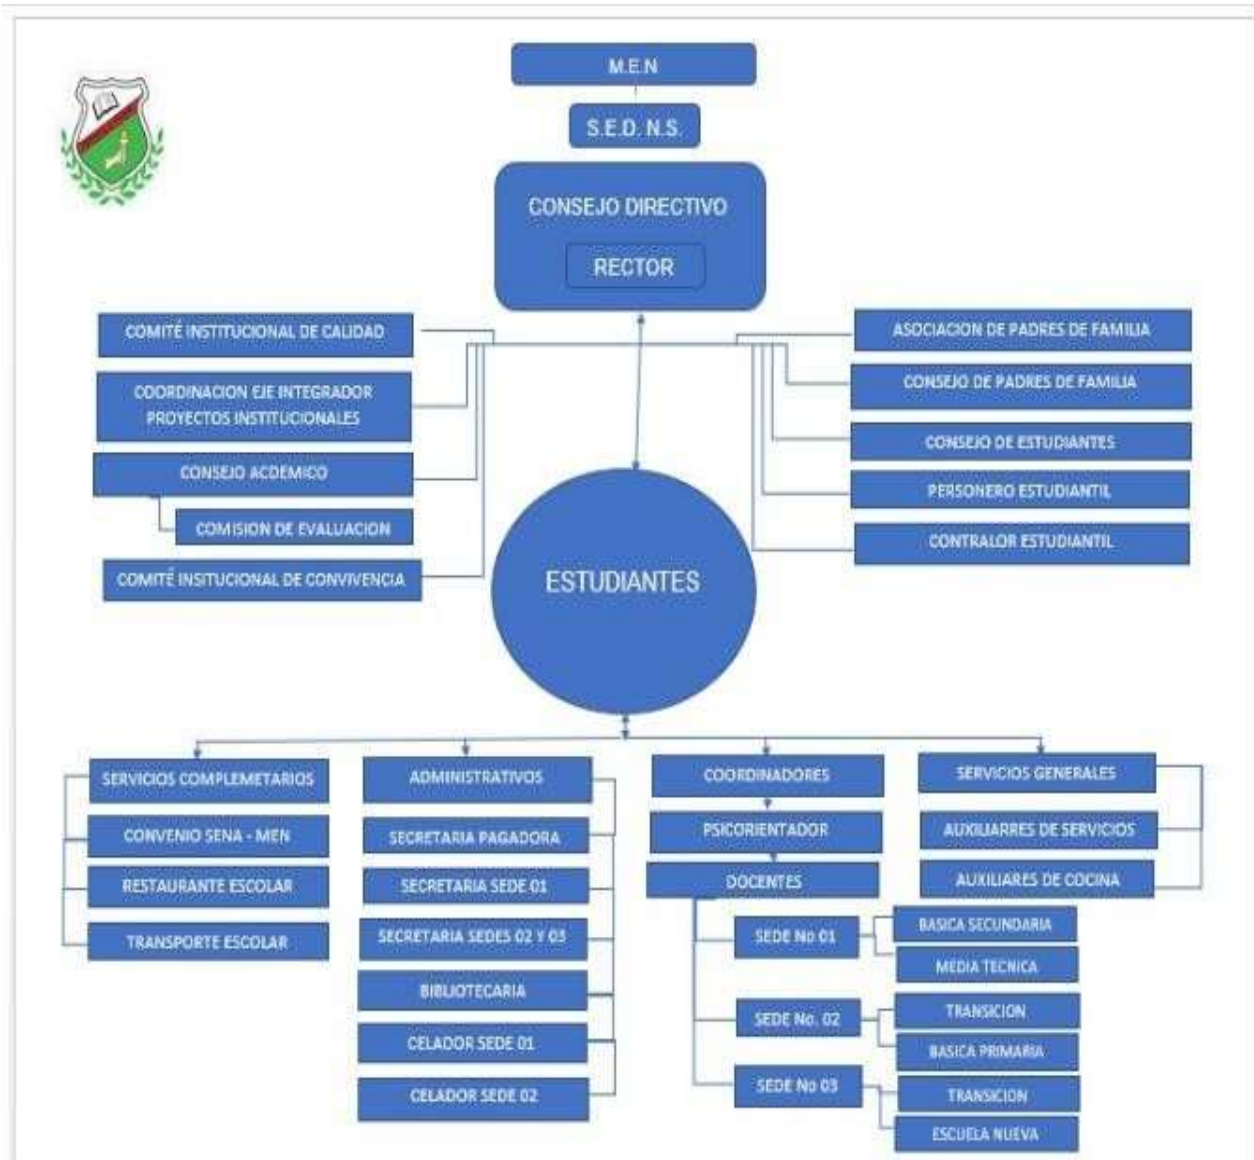 M.E.N
S.E.D. N.S.
CONSEJO DIRECTIVO
RECTOR
COMITÉ INSTITUCIONAL DE CALIDAD
COORDINACION EJE INTEGRADOR
PROYECTOS INSTITUCIONALES
CONSEJO ACDEMICO
COMISION DE EVALUACION
COMITÉ INSITUCIONAL DE CONVIVENCIA
ASOCIACION DE PADRES DE FAMILIA
CONSEJO DE PADRES DE FAMILIA
CONSEJO DE ESTUDIANTES
PERSONERO ESTUDIANTIL
CONTRALOR ESTUDIANTIL
ESTUDIANTES
SERVICIOS COMPLEMETARIOS
CONVENIO SENA - MEN
RESTAURANTE ESCOLAR
TRANSPORTE ESCOLAR
ADMINISTRATIVOS
SECRETARIA PAGADORA
SECRETARIA SEDE 01
SECRETARIA SEDES 02 Y 03
BIBLIOTECARIA
CELADOR SEDE 01
CELADOR SEDE 02
COORDINADORES
PSICORIENTADOR
DOCENTES
SEDE No 01
BASICA SECUNDARIA
MEDIA TECNICA
SEDE No. 02
TRANSICION
BASICA PRIMARIA
SEDE No 03
TRANSICION
ESCUELA NUEVA
SERVICIOS GENERALES
AUXILIARRES DE SERVICIOS
AUXILIARES DE COCINA